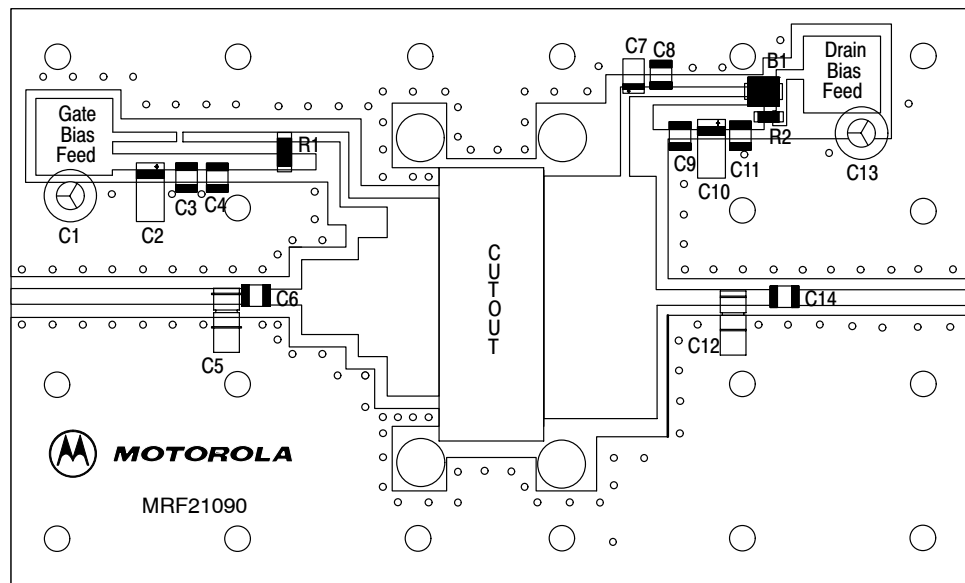 C7 C8
B1
Drain
Bias
Feed
Gate
Bias
Feed
R1
R2
C9
C11
C10
C13
C3 C4
C1
C2
CUTOUT
C6
C14
C5
C12
MOTOROLA
MRF21090